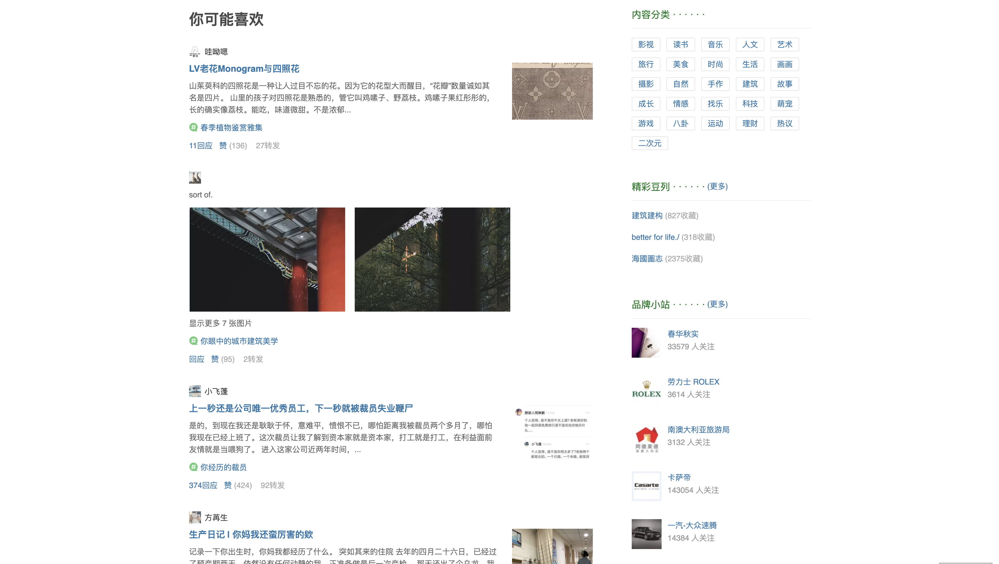 你可能喜欢
哇呦嗯
LV老花Monogram与四照花
山茱萸科的四照花是一种让人过目不忘的花。因为它的花型大而醒目，“花瓣”数量诚如其
名是四片。 山里的孩子对四照花是熟悉的，管它叫鸡嗉子、野荔枝。鸡嗉子果红彤彤的，
长的确实像荔枝。能吃，味道微甜。不是浓郁...
春季植物鉴赏雅集
11回应 赞 (136) 27转发
sort of.
显示更多 7 张图片
你眼中的城市建筑美学
回应 赞 (95) 2转发
小飞蓬
上一秒还是公司唯一优秀员工，下一秒就被裁员失业鞭尸
是的，到现在我还是耿耿于怀，意难平，愤恨不已，哪怕距离我被裁员两个多月了，哪怕
我现在已经上班了。这次裁员让我了解到资本家就是资本家，打工就是打工，在利益面前
友情就是当喂狗了。 进入这家公司近两年时间，...
勝卻人間無數
个人觉得，是不是你不太上道？老板请你和
他一起异国免费旅行是不是在给你暗示什
么......
小飞蓬
个人觉得，是不是你想太多了?老板两个
都是女的，一个已婚，一个未婚，都是异
你经历的裁员
374回应 赞 (424) 92转发
方苒生
生产日记 I 你妈我还蛮厉害的欸
记录一下你出生时，你妈我都经历了什么。 突如其来的住院 去年的四月二十六日，已经过
了预产期两天，依然没有任何动静的我，正准备做最后一次产检。 那天还出了个乌龙，我
内容分类 · · · · · ·
影视 读书 音乐 人文 艺术
旅行 美食 时尚 生活 画画
摄影 自然 手作 建筑 故事
成长 情感 找乐 科技 萌宠
游戏 八卦 运动 理财 热议
二次元
精彩豆列 · · · · · · (更多)
建筑建构 (827收藏)
better for life./ (318收藏)
海國圖志 (2375收藏)
品牌小站 · · · · · · (更多)
春华秋实
33579 人关注
ROLEX
劳力士 ROLEX
3614 人关注
阿德莱德
南澳大利亚
南澳大利亚旅游局
3132 人关注
Casarte
卡萨帝
143054 人关注
一汽-大众速腾
14384 人关注